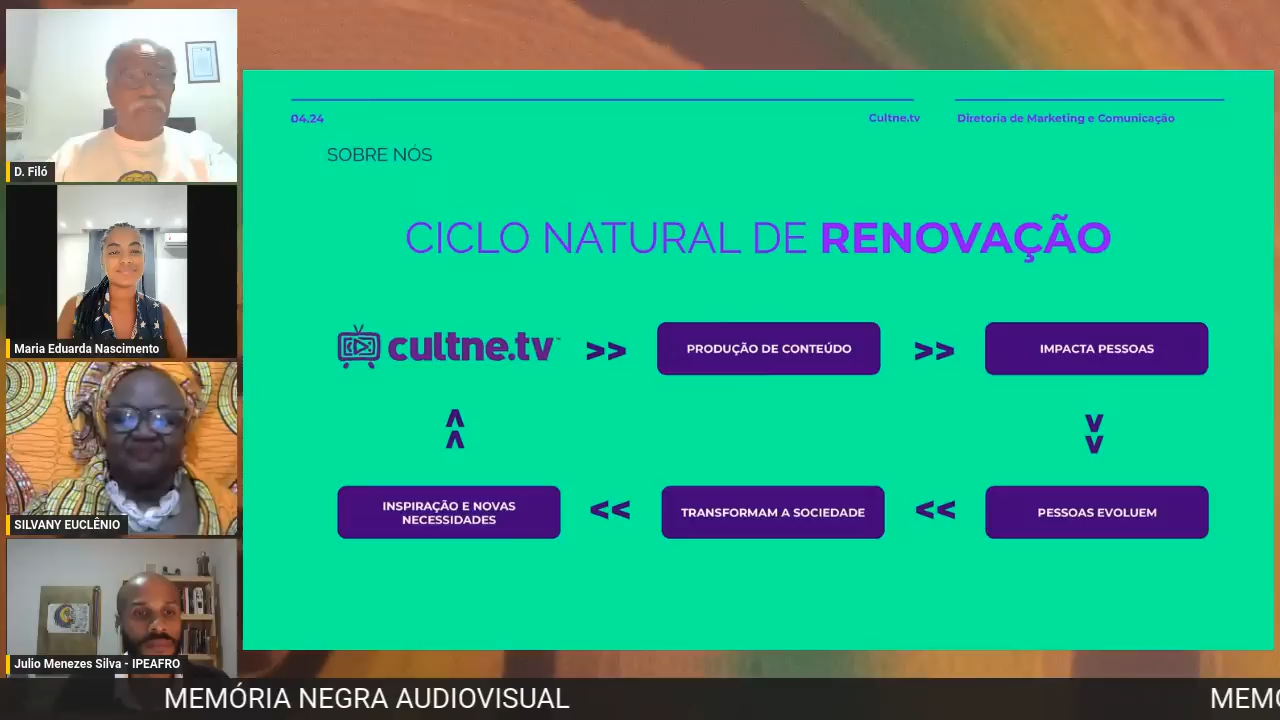 D. Filó
Maria Eduarda Nascimento
SILVANY EUCLÊNIO
Julio Menezes Silva - IPEAFRO
04.24
Cultne.tv
Diretoria de Marketing e Comunicação
SOBRE NÓS
CICLO NATURAL DE RENOVAÇÃO
cultne.tv
>>
PRODUÇÃO DE CONTEÚDO
>>
IMPACTA PESSOAS
INSPIRAÇÃO E NOVAS
NECESSIDADES
<<
TRANSFORMAM A SOCIEDADE
<<
PESSOAS EVOLUEM
MEMÓRIA NEGRA AUDIOVISUAL
MEMÓ